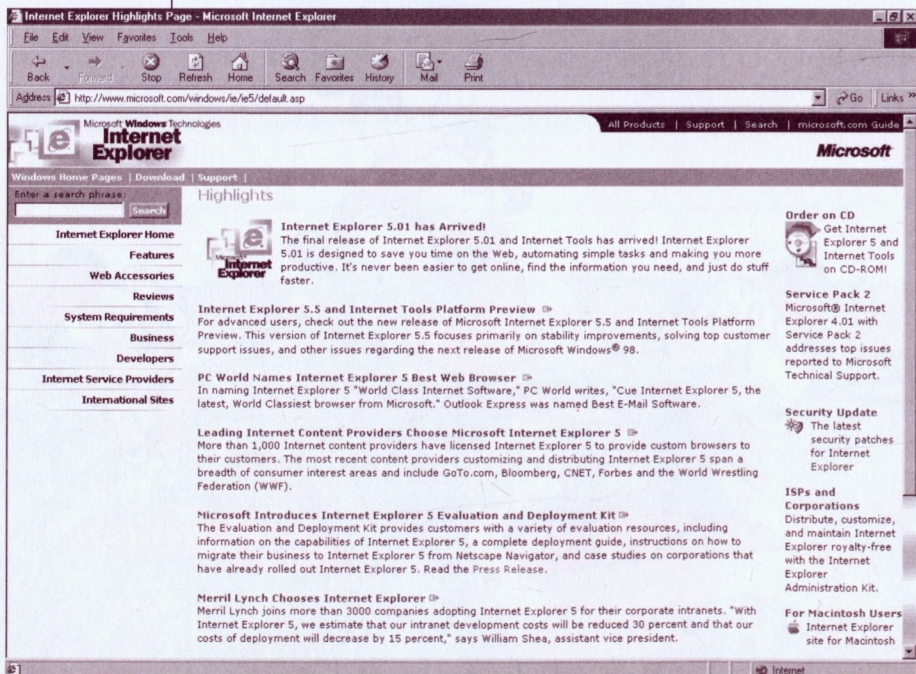 Internet Explorer Highlights Page - Microsoft Internet Explorer
File Edit View Favorites Tools Help
Back Forward Stop Refresh Home Search Favorites History Mail Print
Address http://www.microsoft.com/windows/ie/ie5/default.asp Go Links »
Microsoft Windows Technologies
Internet
Explorer
All Products | Support | Search | microsoft.com Guide
Microsoft
Windows Home Pages | Download | Support |
Enter a search phrase:
Search
Internet Explorer Home
Features
Web Accessories
Reviews
System Requirements
Business
Developers
Internet Service Providers
International Sites
Highlights
Microsoft
Internet
Explorer
Internet Explorer 5.01 has Arrived!
The final release of Internet Explorer 5.01 and Internet Tools has arrived! Internet Explorer
5.01 is designed to save you time on the Web, automating simple tasks and making you more
productive. It's never been easier to get online, find the information you need, and just do stuff
faster.
Internet Explorer 5.5 and Internet Tools Platform Preview
For advanced users, check out the new release of Microsoft Internet Explorer 5.5 and Internet Tools Platform
Preview. This version of Internet Explorer 5.5 focuses primarily on stability improvements, solving top customer
support issues, and other issues regarding the next release of Microsoft Windows® 98.
PC World Names Internet Explorer 5 Best Web Browser
In naming Internet Explorer 5 "World Class Internet Software," PC World writes, "Cue Internet Explorer 5, the
latest, World Classiest browser from Microsoft." Outlook Express was named Best E-Mail Software.
Leading Internet Content Providers Choose Microsoft Internet Explorer 5
More than 1,000 Internet content providers have licensed Internet Explorer 5 to provide custom browsers to
their customers. The most recent content providers customizing and distributing Internet Explorer 5 span a
breadth of consumer interest areas and include GoTo.com, Bloomberg, CNET, Forbes and the World Wrestling
Federation (WWF).
Microsoft Introduces Internet Explorer 5 Evaluation and Deployment Kit
The Evaluation and Deployment Kit provides customers with a variety of evaluation resources, including
information on the capabilities of Internet Explorer 5, a complete deployment guide, instructions on how to
migrate their business to Internet Explorer 5 from Netscape Navigator, and case studies on corporations that
have already rolled out Internet Explorer 5. Read the Press Release.
Merril Lynch Chooses Internet Explorer
Merril Lynch joins more than 3000 companies adopting Internet Explorer 5 for their corporate intranets. "With
Internet Explorer 5, we estimate that our intranet development costs will be reduced 30 percent and that our
costs of deployment will decrease by 15 percent," says William Shea, assistant vice president.
Order on CD
Get Internet
Explorer 5 and
Internet Tools
on CD-ROM!
Service Pack 2
Microsoft® Internet
Explorer 4.01 with
Service Pack 2
addresses top issues
reported to Microsoft
Technical Support.
Security Update
The latest
security patches
for Internet
Explorer
ISPs and
Corporations
Distribute, customize,
and maintain Internet
Explorer royalty-free
with the Internet
Explorer
Administration Kit.
For Macintosh Users
Internet Explorer
site for Macintosh
Internet